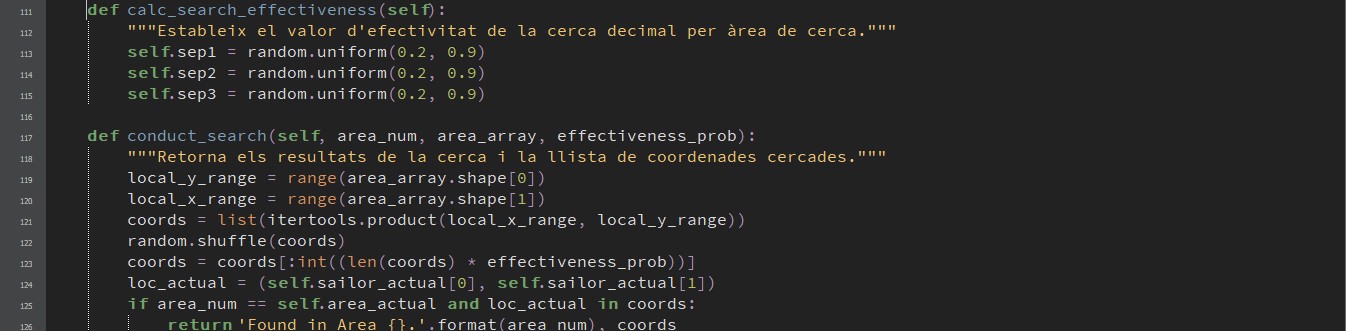 111 def calc_search_effectiveness(self):
112 """Estableix el valor d'efectivitat de la cerca decimal per àrea de cerca."""
113 self.sep1 = random.uniform(0.2, 0.9)
114 self.sep2 = random.uniform(0.2, 0.9)
115 self.sep3 = random.uniform(0.2, 0.9)
116
117 def conduct_search(self, area_num, area_array, effectiveness_prob):
118 """Retorna els resultats de la cerca i la llista de coordenades cercades."""
119 local_y_range = range(area_array.shape[0])
120 local_x_range = range(area_array.shape[1])
121 coords = list(itertools.product(local_x_range, local_y_range))
122 random.shuffle(coords)
123 coords = coords[:int((len(coords) * effectiveness_prob))]
124 loc_actual = (self.sailor_actual[0], self.sailor_actual[1])
125 if area_num == self.area_actual and loc_actual in coords:
126 return 'Found in Area {}.'.format(area_num), coords